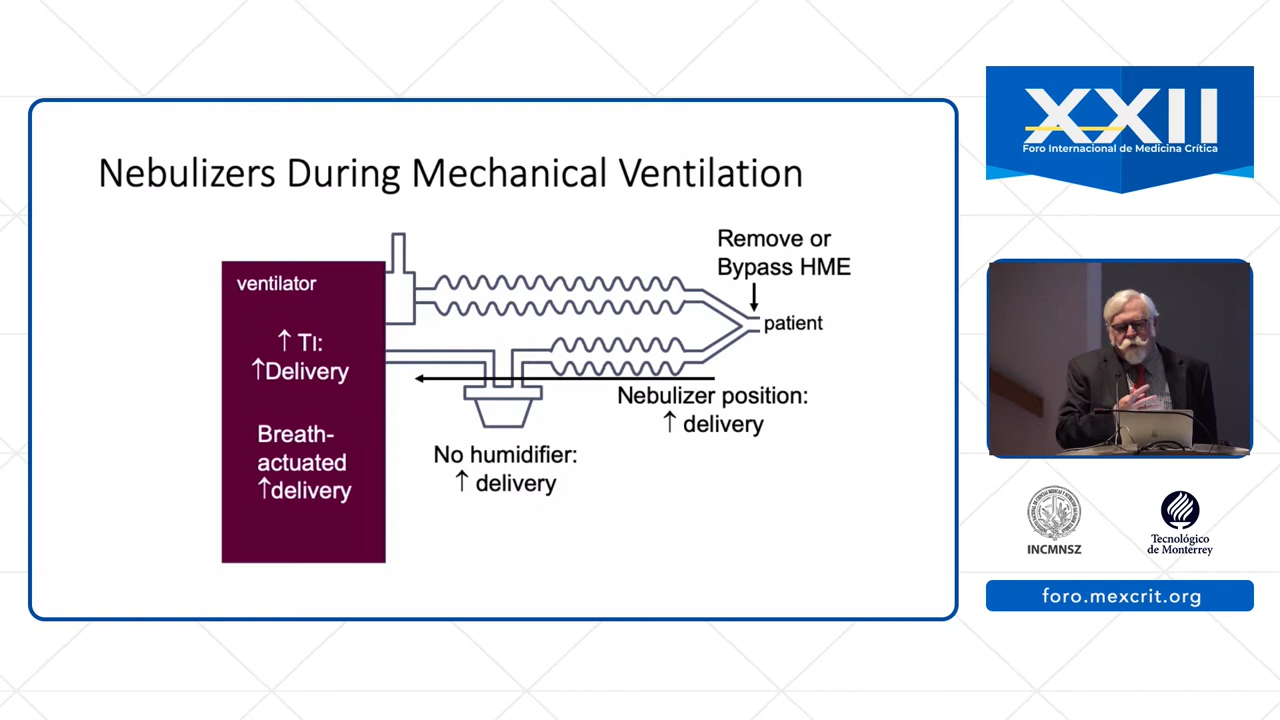 Nebulizers During Mechanical Ventilation
Remove or
Bypass HME
ventilator
patient
↑ TI:
↑Delivery
Nebulizer position:
↑ delivery
Breath-
actuated
↑delivery
No humidifier:
↑ delivery
XXII
Foro Internacional de Medicina Crítica
INCMNSZ
Tecnológico
de Monterrey
foro.mexcrit.org